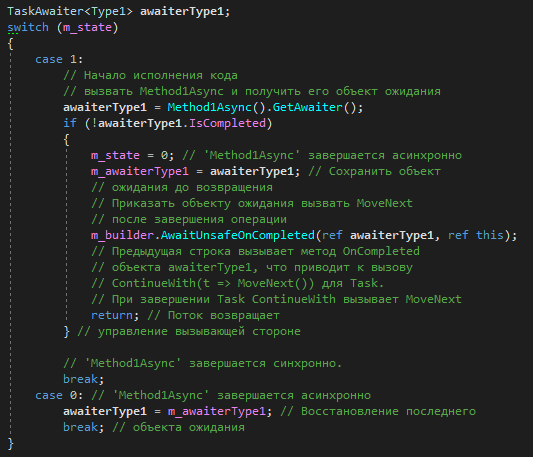 TaskAwaiter<Type1> awaiterType1;
switch (m_state)
{
case 1:
// Начало исполнения кода
// вызвать Method1Async и получить его объект ожидания
awaiterType1 = Method1Async().GetAwaiter();
if (!awaiterType1.IsCompleted)
{
m_state = 0; // 'Method1Async' завершается асинхронно
m_awaiterType1 = awaiterType1; // Сохранить объект
// ожидания до возвращения
// Приказать объекту ожидания вызвать MoveNext
// после завершения операции
m_builder.AwaitUnsafeOnCompleted(ref awaiterType1, ref this);
// Предыдущая строка вызывает метод OnCompleted
// объекта awaiterType1, что приводит к вызову
// ContinueWith(t => MoveNext()) для Task.
// При завершении Task ContinueWith вызывает MoveNext
return; // Поток возвращает
} // управление вызывающей стороне
// 'Method1Async' завершается синхронно.
break;
case 0: // 'Method1Async' завершается асинхронно
awaiterType1 = m_awaiterType1; // Восстановление последнего
break; // объекта ожидания
}